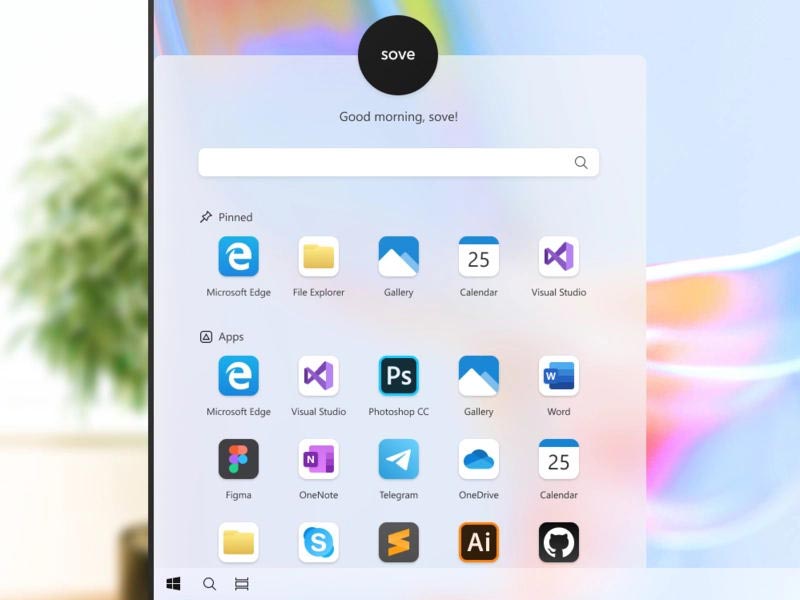 sove
Good morning, sove!
Pinned
25
Microsoft Edge File Explorer Gallery Calendar Visual Studio
Apps
Ps W
Microsoft Edge Visual Studio Photoshop CC Gallery Word
N 25
Figma OneNote Telegram OneDrive Calendar
S Ai